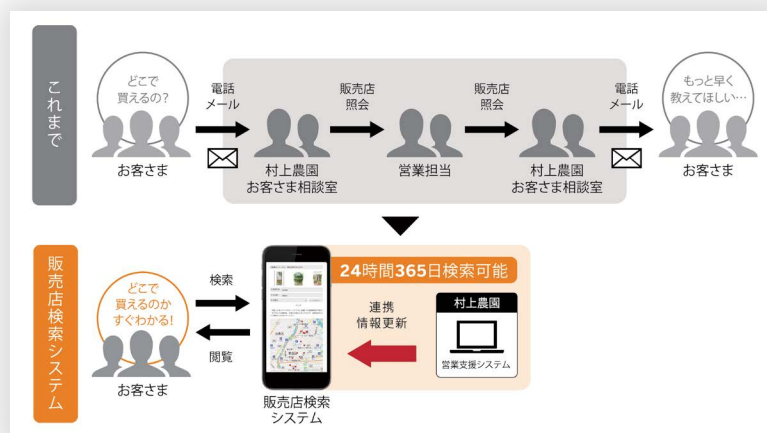 これまで
どこで
買えるの?
お客さま
電話
メール
村上農園
お客さま相談室
販売店
照会
営業担当
販売店
照会
村上農園
お客さま相談室
電話
メール
もっと早く
教えてほしい…
お客さま
販売店検索システム
どこで
買えるのか
すぐわかる!
お客さま
検索
閲覧
販売店検索
システム
24時間365日検索可能
連携
情報更新
村上農園
営業支援システム